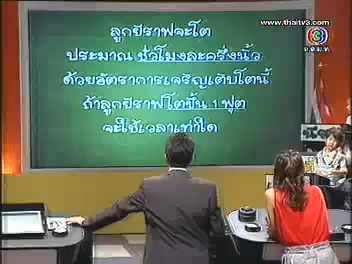 www.thaitv3.com
ลูกยีราฟจะโต
ประมาณ ชั่วโมงละครึ่งนิ้ว
ด้วยอัตราการเจริญเติบโตนี้
ถ้าลูกยีราฟโตขึ้น 1 ฟุต
จะใช้เวลาเท่าใด